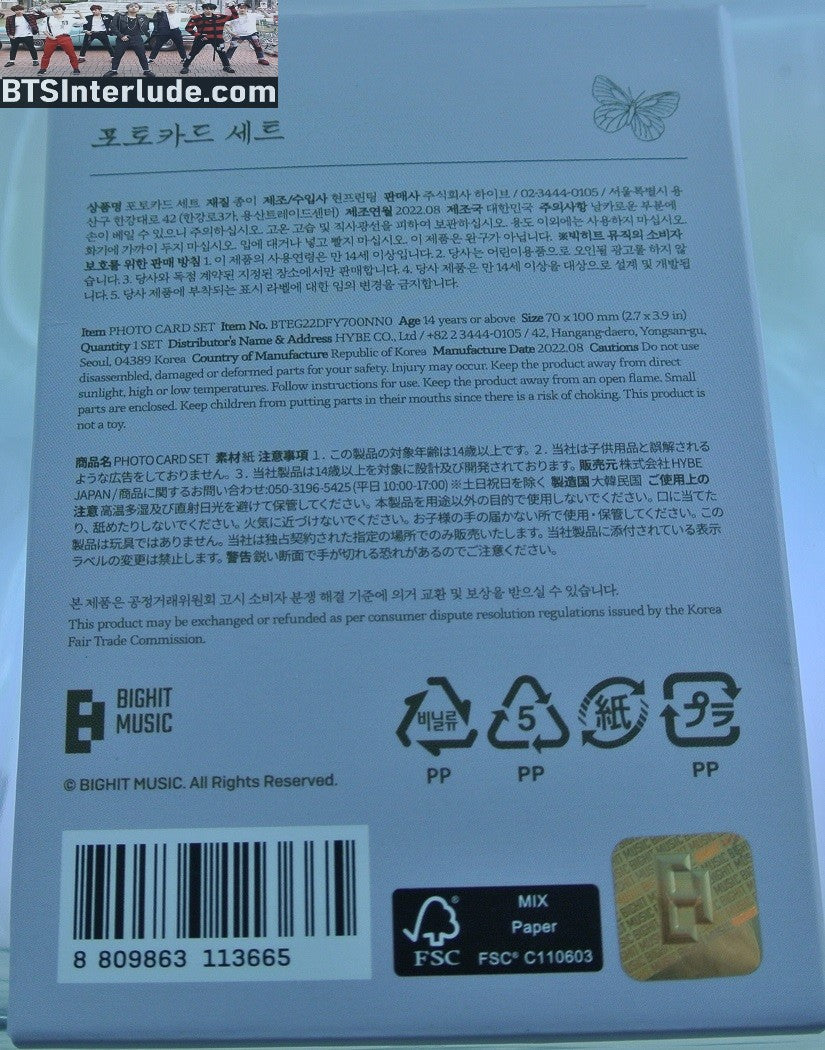 BTSInterlude.com
포토카드 세트
상품명 포토카드 세트 재질 종이 제조/수입사 현프린팅 판매사 주식회사 하이브 / 02-3444-0105 / 서울특별시 용
산구 한강대로 42 (한강로3가, 용산트레이드센터) 제조연월 2022.08 제조국 대한민국 주의사항 날카로운 부분에
손이 베일 수 있으니 주의하십시오. 고온 고습 및 직사광선을 피하여 보관하십시오. 용도 이외에는 사용하지 마십시오.
화기에 가까이 두지 마십시오. 입에 대거나 넣고 빨지 마십시오. 이 제품은 완구가 아닙니다. ※빅히트 뮤직의 소비자
보호를 위한 판매 방침 1. 이 제품의 사용연령은 만 14세 이상입니다. 2. 당사는 어린이용품으로 오인될 광고를 하지 않
습니다. 3. 당사와 독점 계약된 지정된 장소에서만 판매합니다. 4. 당사 제품은 만 14세 이상을 대상으로 설계 및 개발됩
니다. 5. 당사 제품에 부착되는 표시 라벨에 대한 임의 변경을 금지합니다.
Item PHOTO CARD SET Item No. BTEG22DFY700NN0 Age 14 years or above Size 70 x 100 mm (2.7 x 3.9 in)
Quantity 1 SET Distributor's Name & Address HYBE CO., Ltd / +82 2 3444-0105 / 42, Hangang-daero, Yongsan-gu,
Seoul, 04389 Korea Country of Manufacture Republic of Korea Manufacture Date 2022.08 Cautions Do not use
disassembled, damaged or deformed parts for your safety. Injury may occur. Keep the product away from direct
sunlight, high or low temperatures. Follow instructions for use. Keep the product away from an open flame. Small
parts are enclosed. Keep children from putting parts in their mouths since there is a risk of choking. This product is
not a toy.
商品名 PHOTO CARD SET 素材 紙 注意事項 1. この製品の対象年齢は14歳以上です。2. 当社は子供用品と誤解される
ような広告をしておりません。3. 当社製品は14歳以上を対象に設計及び開発されております。販売元 株式会社 HYBE
JAPAN / 商品に関するお問い合わせ:050-3196-5425 (平日 10:00-17:00) ※土日祝日を除く 製造国 大韓民国 ご使用上の
注意 高温多湿及び直射日光を避けて保管してください。本製品を用途以外の目的で使用しないでください。口に当てた
り、舐めたりしないでください。火気に近づけないでください。お子様の手の届かない所で使用・保管してください。この
製品は玩具ではありません。当社は独占契約された指定の場所でのみ販売いたします。当社製品に添付されている表示
ラベルの変更は禁止します。警告 鋭い断面で手が切れる恐れがあるのでご注意ください。
본 제품은 공정거래위원회 고시 소비자 분쟁 해결 기준에 의거 교환 및 보상을 받으실 수 있습니다.
This product may be exchanged or refunded as per consumer dispute resolution regulations issued by the Korea
Fair Trade Commission.
BIGHIT
MUSIC
비닐류 5 紙 プラ
PP PP PP
© BIGHIT MUSIC. All Rights Reserved.
8 809863 113665
FSC
MIX
Paper
FSC® C110603
BIGHIT MUSIC